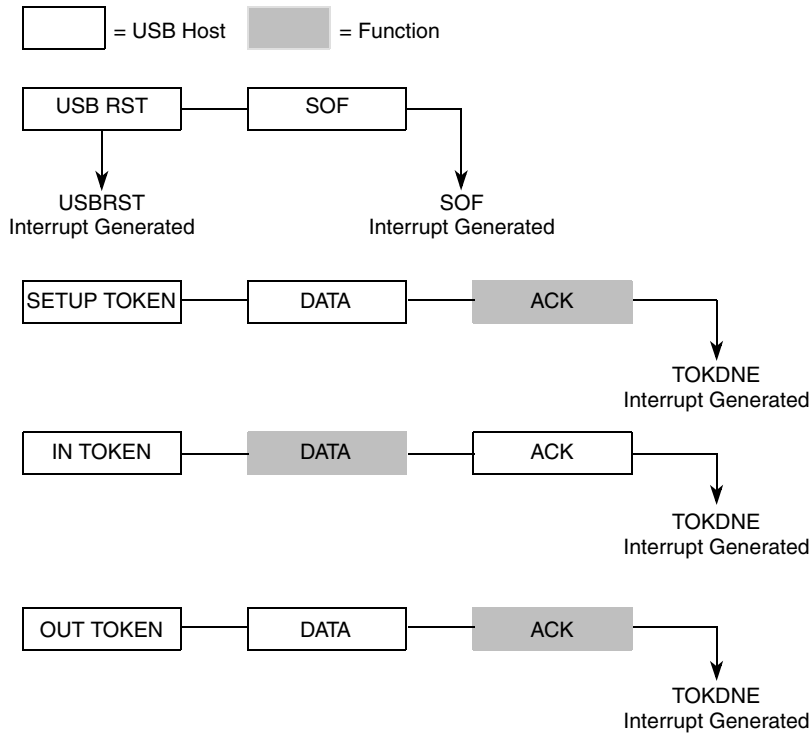 = USB Host
= Function
USB RST
SOF
USBRST
Interrupt Generated
SOF
Interrupt Generated
SETUP TOKEN
DATA
ACK
TOKDNE
Interrupt Generated
IN TOKEN
DATA
ACK
TOKDNE
Interrupt Generated
OUT TOKEN
DATA
ACK
TOKDNE
Interrupt Generated